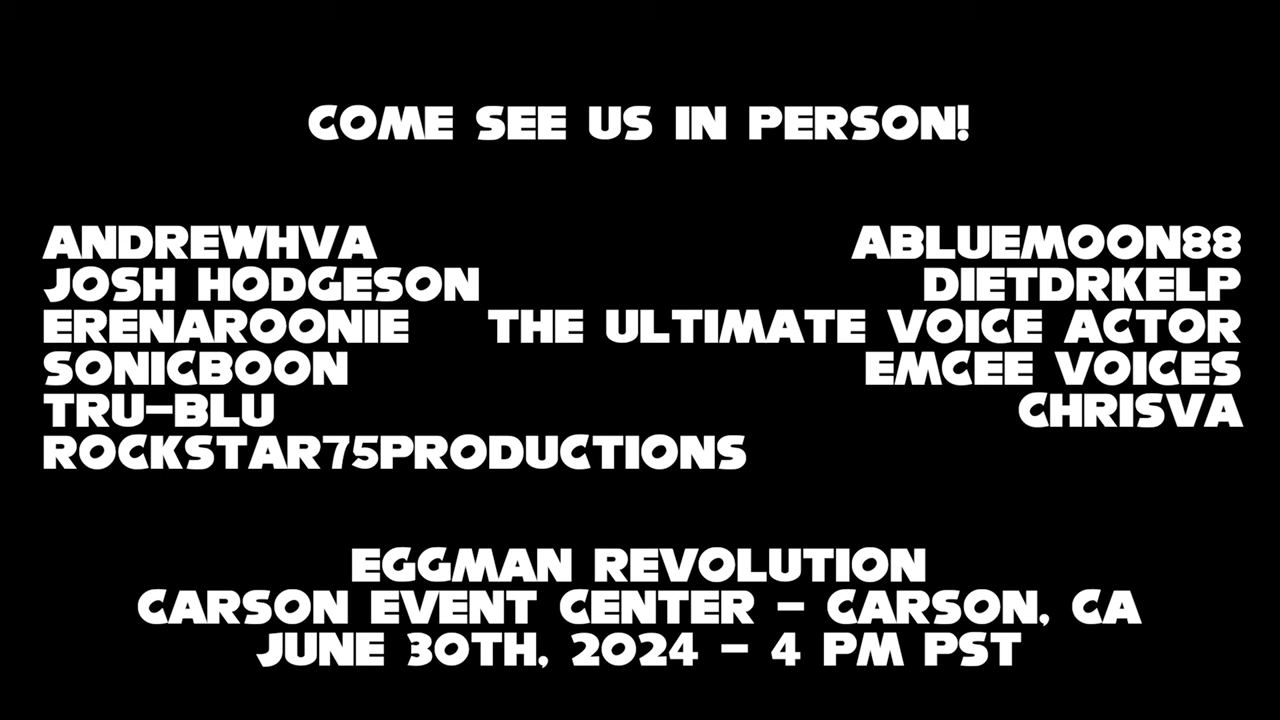 COME SEE US IN PERSON!
ANDREWHVA ABLUEMOON88
JOSH HODGESON DIETDRKELP
ERENAROONIE THE ULTIMATE VOICE ACTOR
SONICBOON EMCEE VOICES
TRU-BLU CHRISVA
ROCKSTAR75PRODUCTIONS
EGGMAN REVOLUTION
CARSON EVENT CENTER - CARSON, CA
JUNE 30TH, 2024 - 4 PM PST